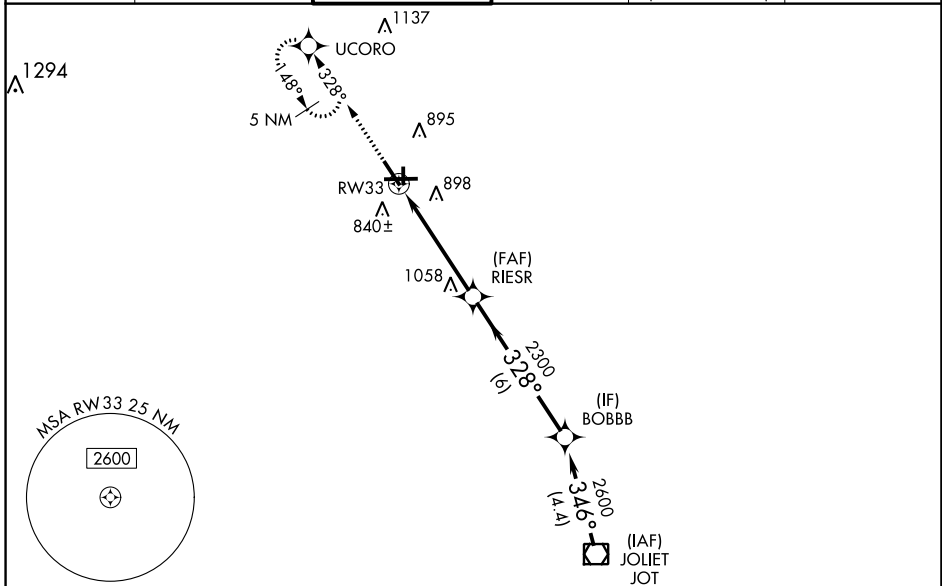 1137
UCORO
1294
148°
328°
5 NM
895
RW33
898
840±
(FAF)
RIESR
1058
2300
328°
(6)
(IF)
BOBBB
MSA RW33 25 NM
2600
2600
346°
(4.4)
(IAF)
JOLIET
JOT